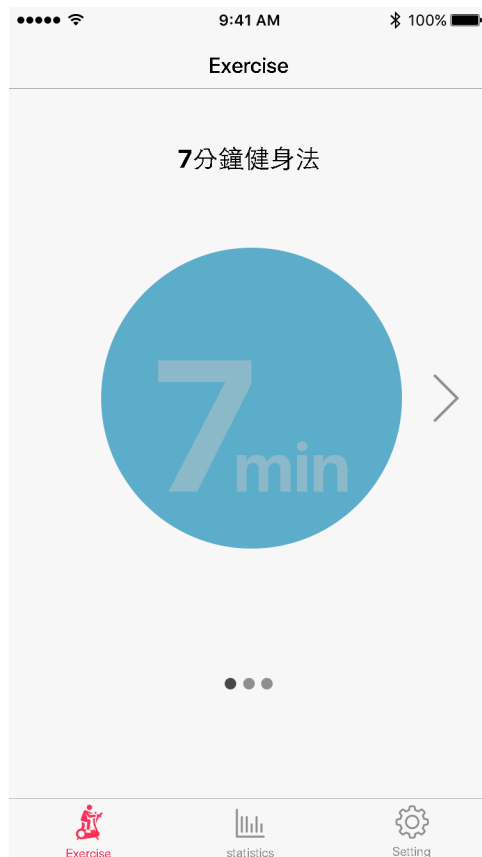 9:41 AM 100%
Exercise
7分鐘健身法
7min
Exercise statistics Setting